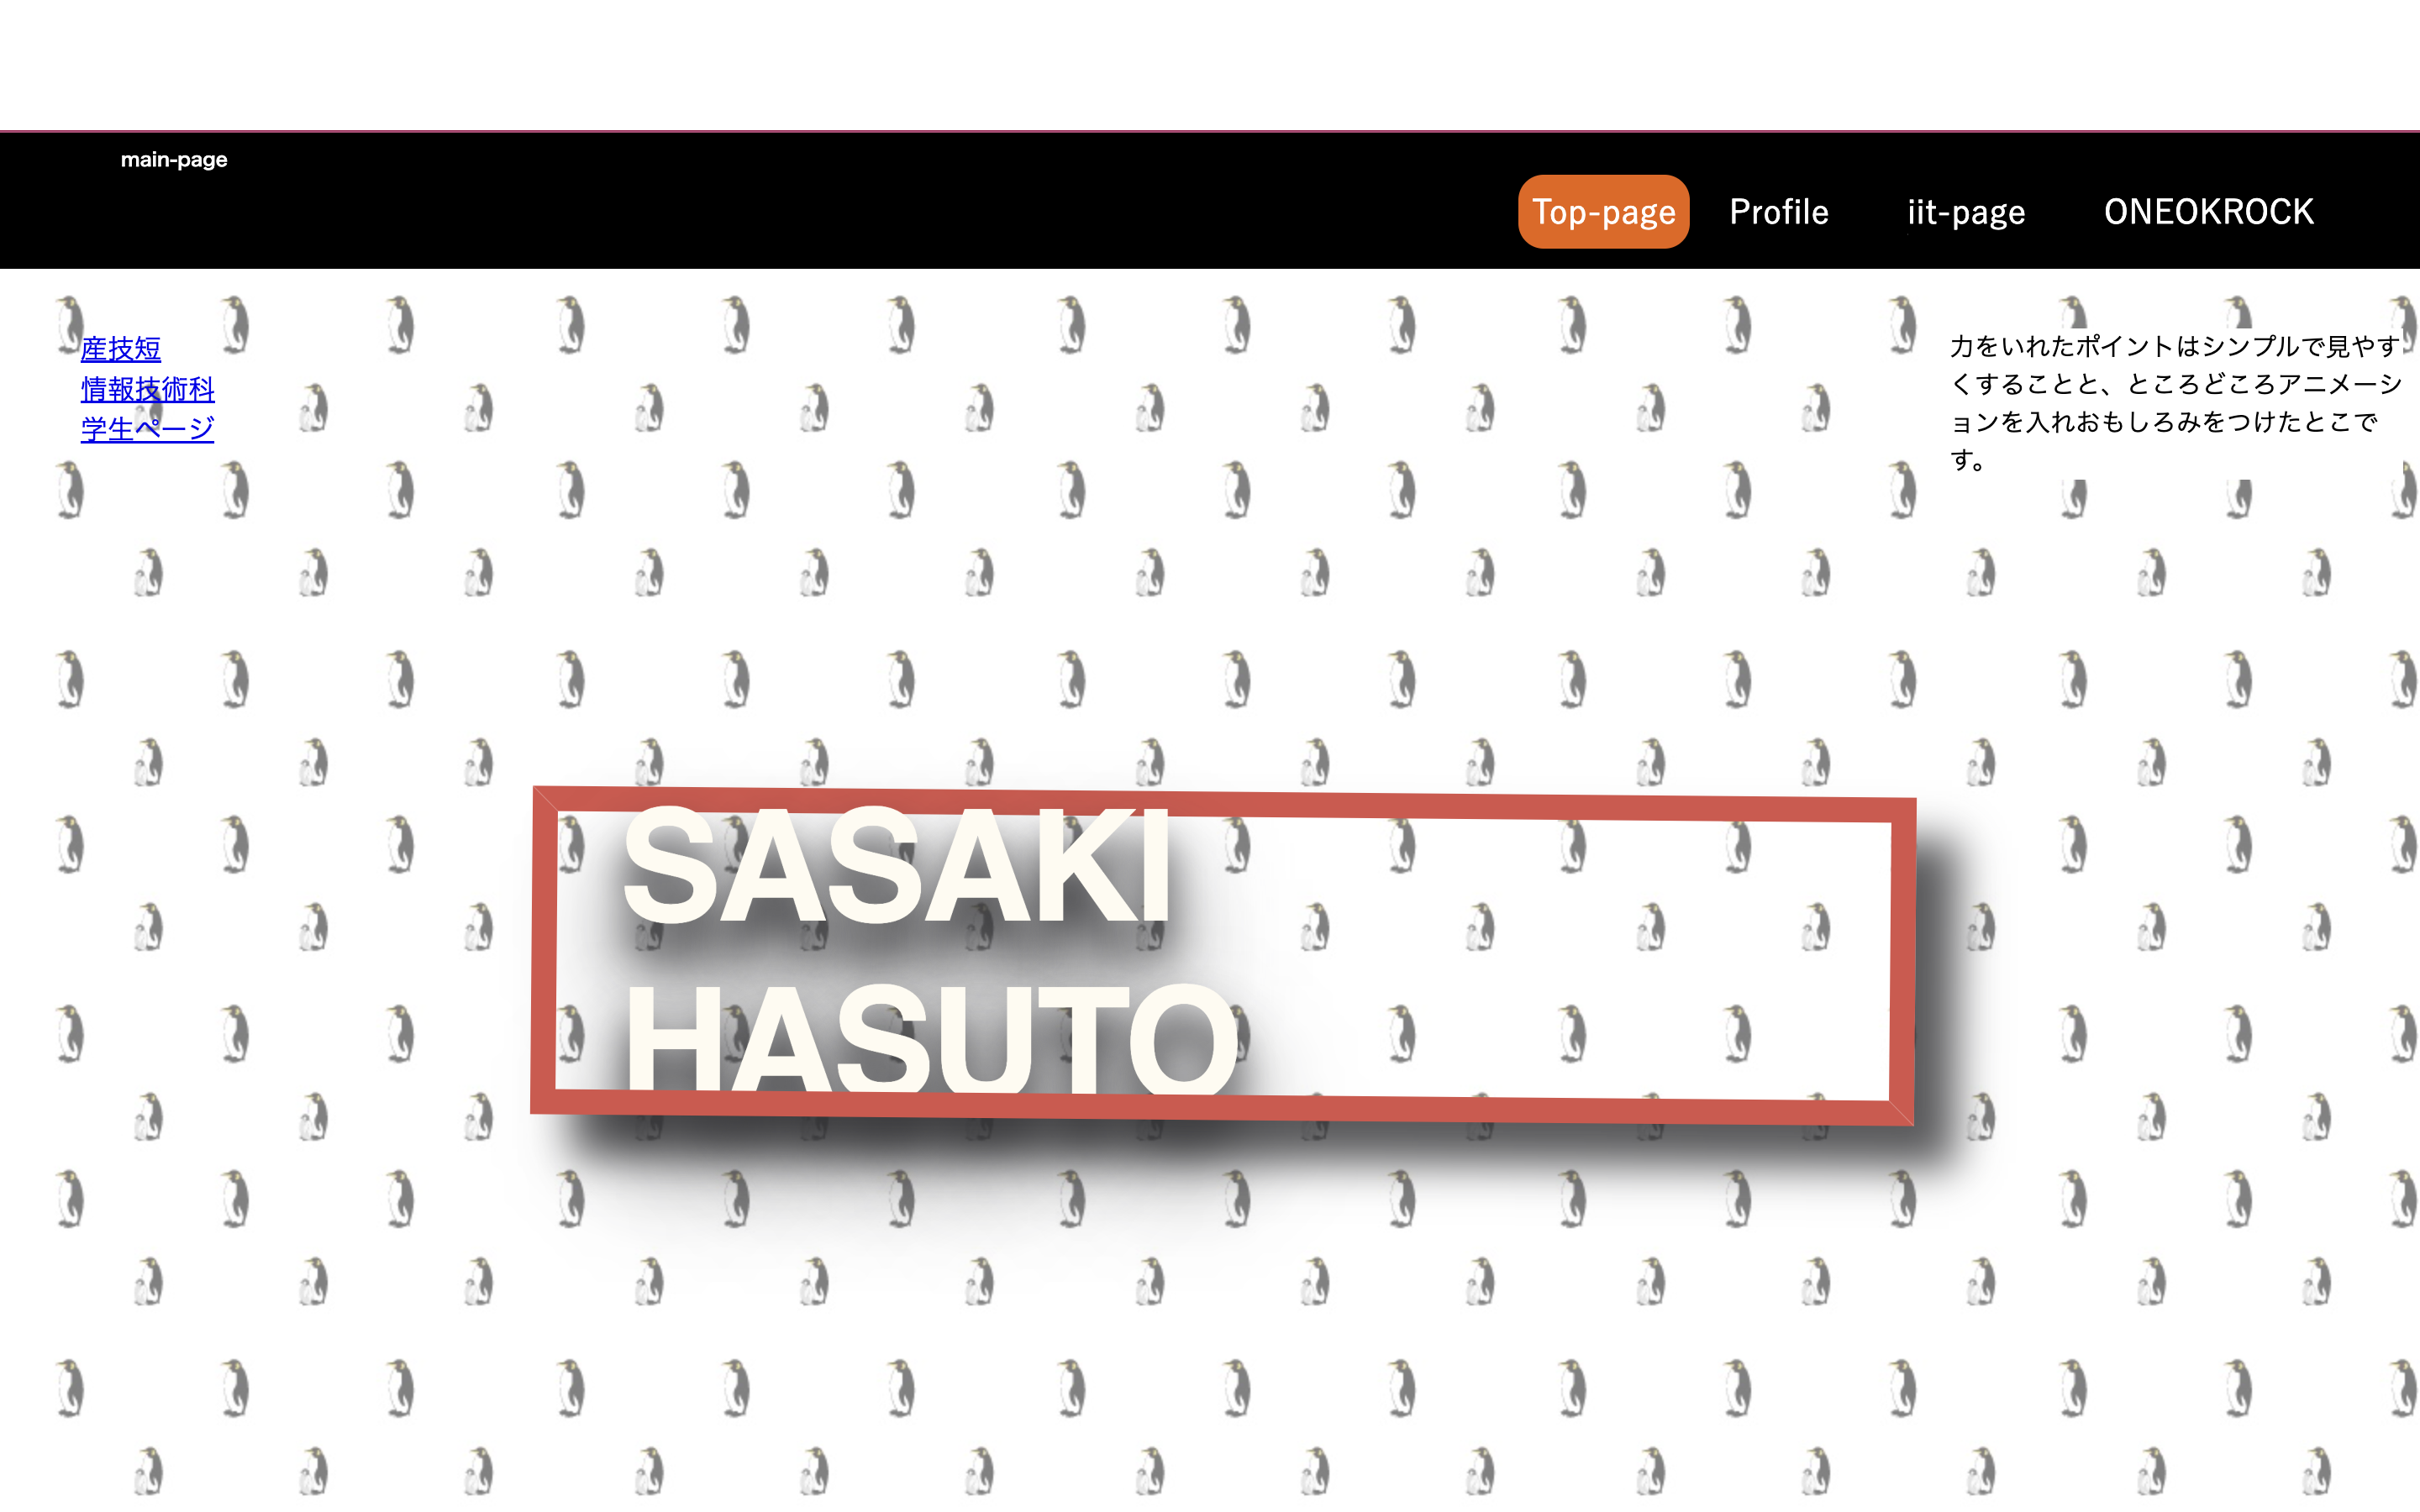 main-page
Top-page Profile iit-page ONEOKROCK
産技短
情報技術科
学生ページ
力をいれたポイントはシンプルで見やす
くすることと、ところどころアニメーシ
ョンを入れおもしろみをつけたとこで
す。
SASAKI
HASUTO